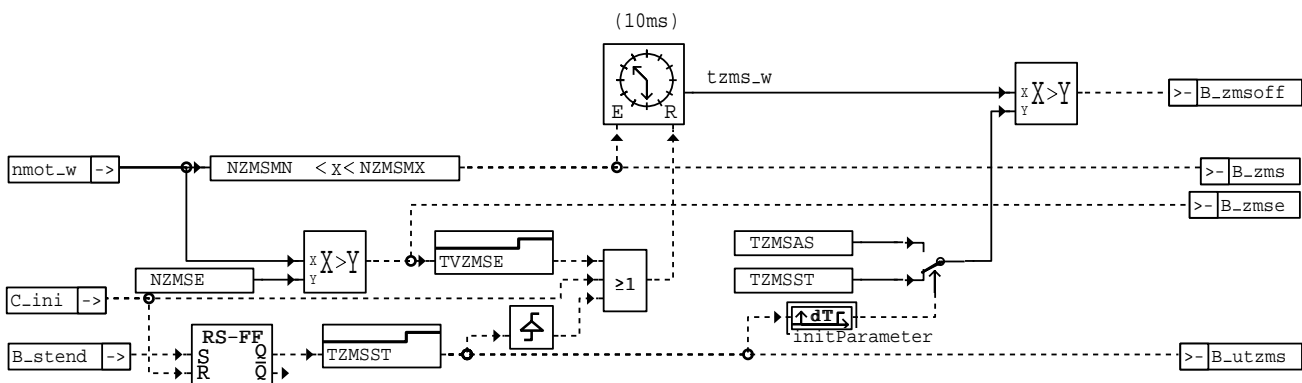 (10ms)
tzms_w
E R
X
Y
X>Y
>- B_zmsoff
nmot_w ->
NZMSMN < x < NZMSMX
>- B_zms
>- B_zmse
X
Y
X>Y
TVZMSE
TZMSAS
NZMSE
≥1
TZMSST
C_ini ->
dT
initParameter
RS-FF
B_stend ->
S Q
R Q
TZMSST
>- B_utzms